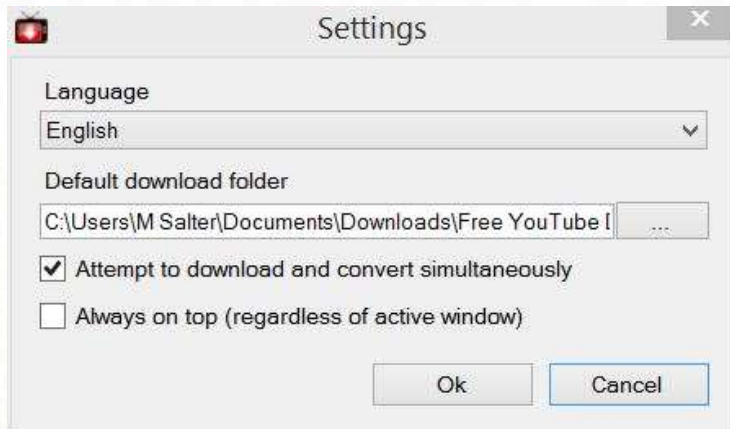 Settings
Language
English
Default download folder
C:\Users\M Salter\Documents\Downloads\Free YouTube
...
Attempt to download and convert simultaneously
Always on top (regardless of active window)
Ok
Cancel